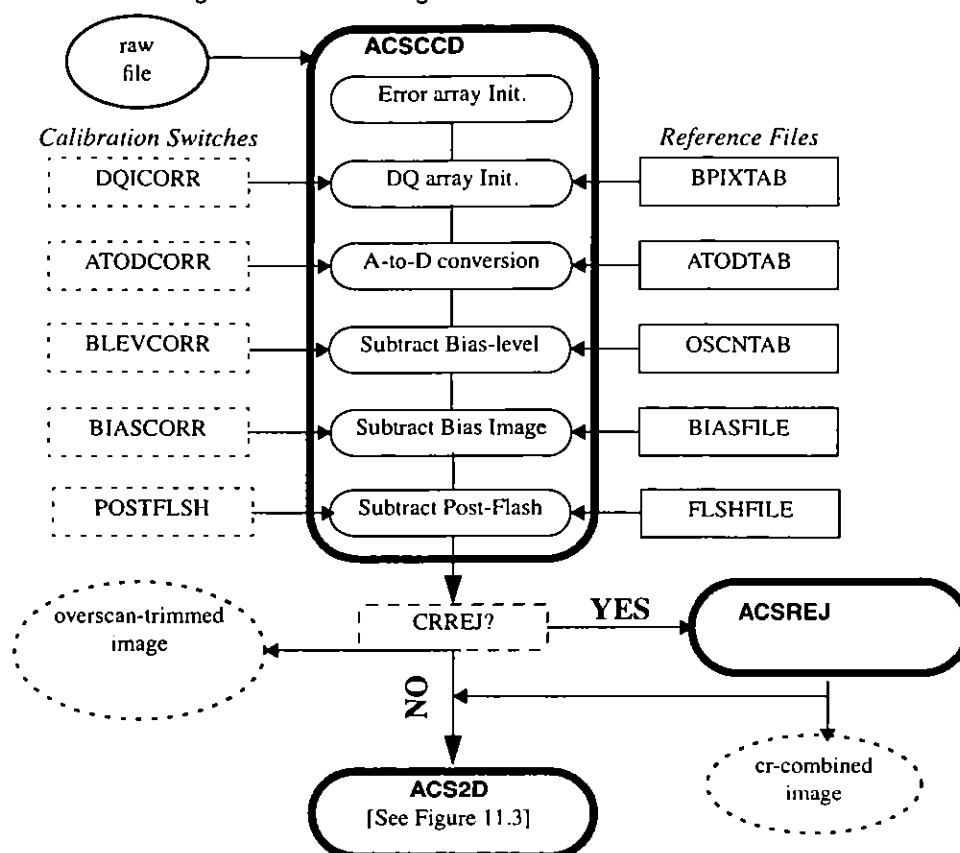 ACSCCD
raw
file
Error array Init.
Calibration Switches
Reference Files
DQICORR
DQ array Init.
BPIXTAB
ATODCORR
A-to-D conversion
ATODTAB
BLEVCORR
Subtract Bias-level
OSCNTAB
BIASCORR
Subtract Bias Image
BIASFILE
POSTFLSH
Subtract Post-Flash
FLSHFILE
overscan-trimmed
image
CRREJ?
YES
ACSREJ
NO
cr-combined
image
ACS2D
[See Figure 11.3]